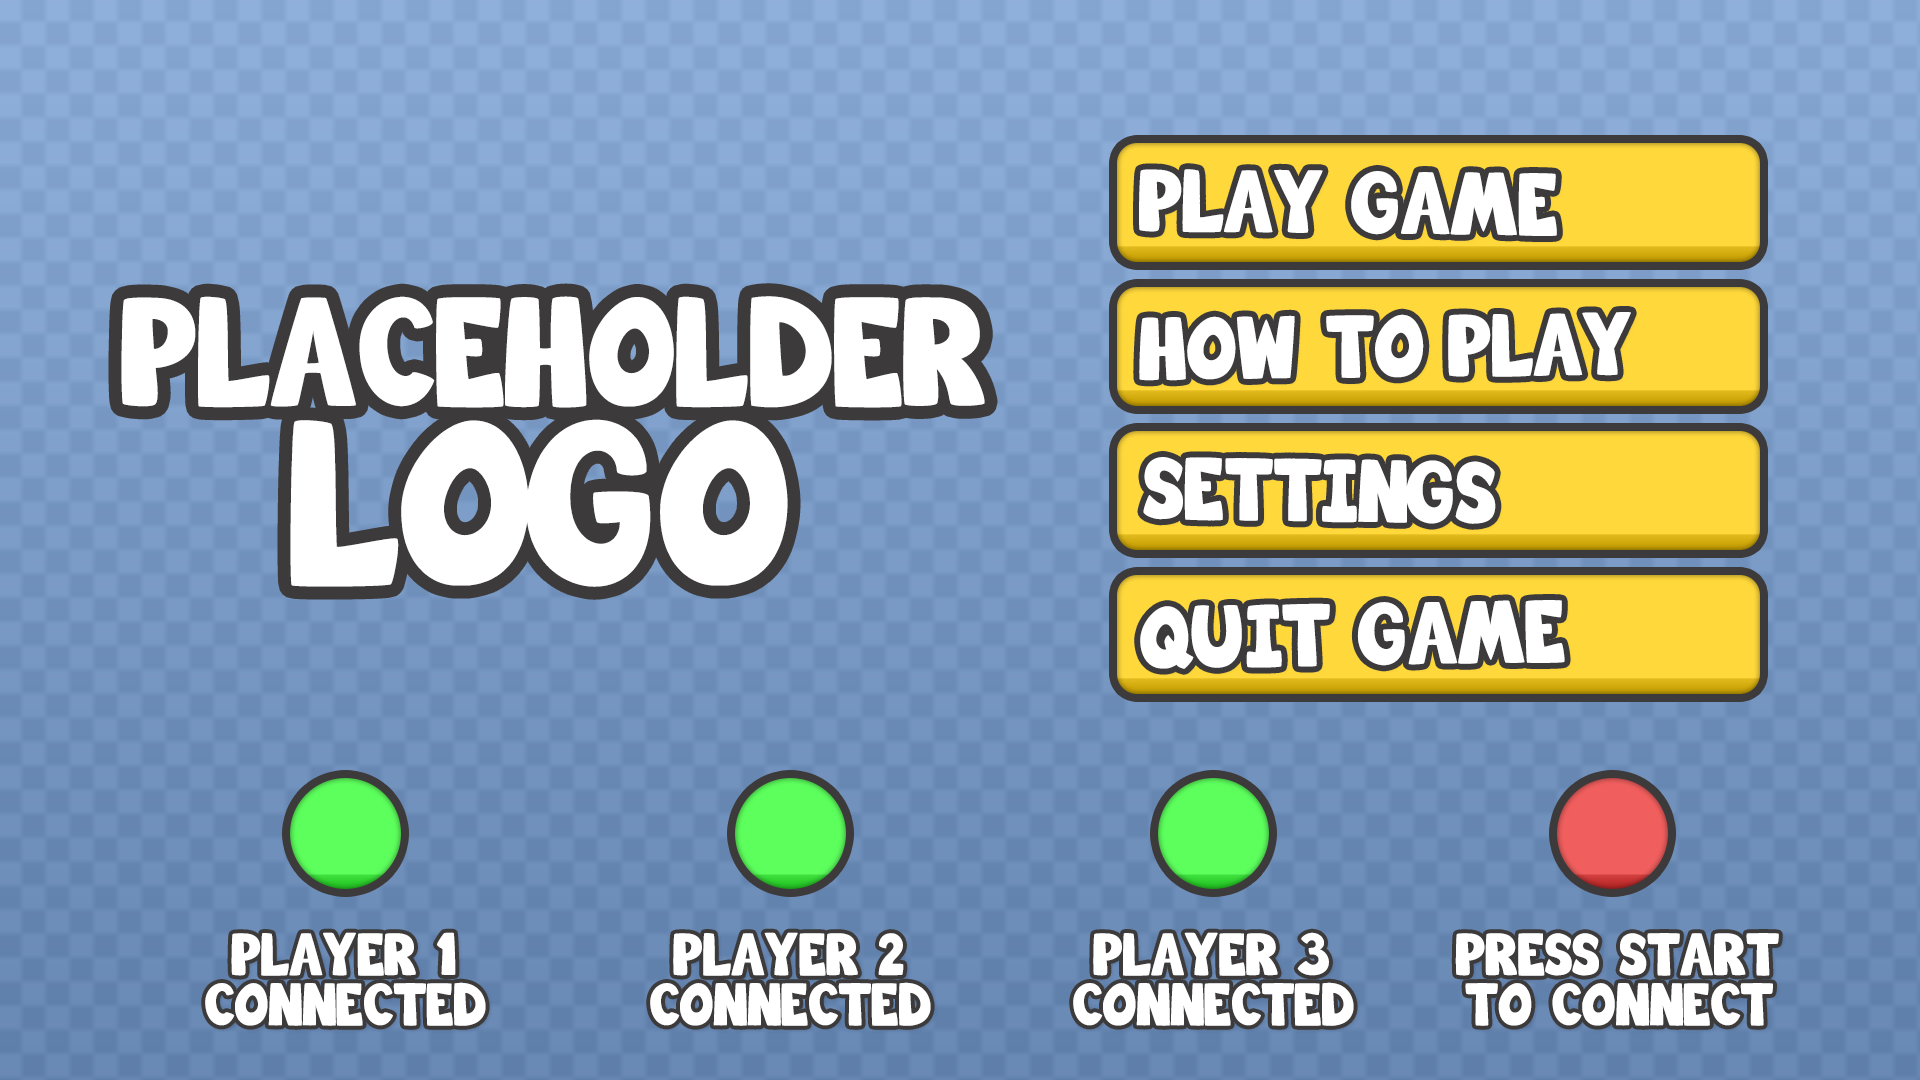 PLACEHOLDER
LOGO
PLAY GAME
HOW TO PLAY
SETTINGS
QUIT GAME
PLAYER 1
CONNECTED
PLAYER 2
CONNECTED
PLAYER 3
CONNECTED
PRESS START
TO CONNECT